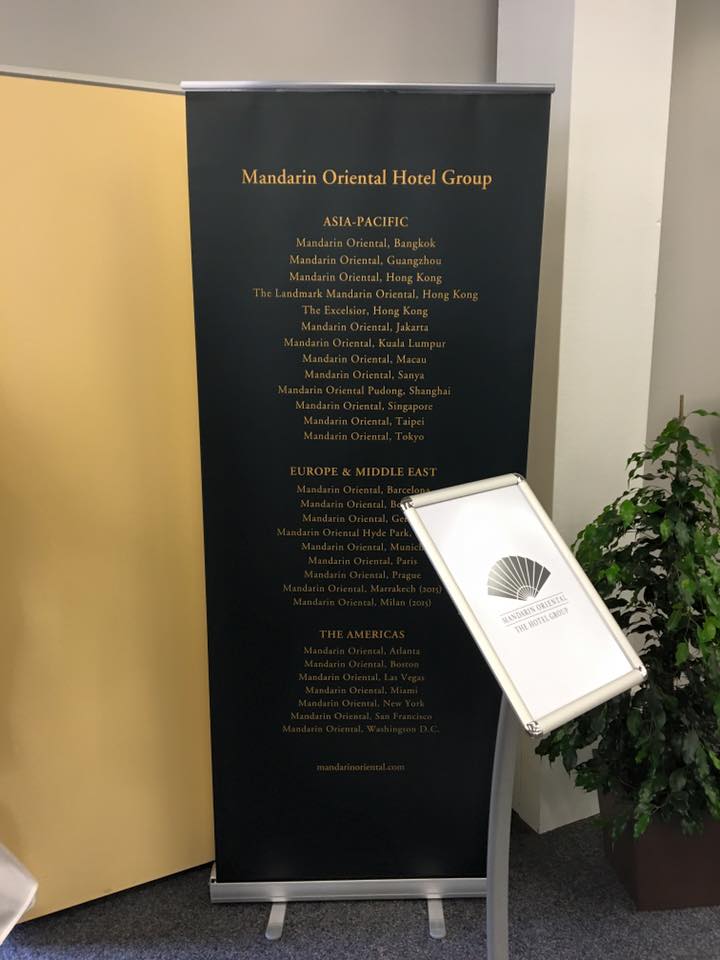 Mandarin Oriental Hotel Group
ASIA-PACIFIC
Mandarin Oriental, Bangkok
Mandarin Oriental, Guangzhou
Mandarin Oriental, Hong Kong
The Landmark Mandarin Oriental, Hong Kong
The Excelsior, Hong Kong
Mandarin Oriental, Jakarta
Mandarin Oriental, Kuala Lumpur
Mandarin Oriental, Macau
Mandarin Oriental, Sanya
Mandarin Oriental Pudong, Shanghai
Mandarin Oriental, Singapore
Mandarin Oriental, Taipei
Mandarin Oriental, Tokyo
EUROPE & MIDDLE EAST
Mandarin Oriental, Barcelona
Mandarin Oriental,
Mandarin Oriental,
Mandarin Oriental Hyde Park,
Mandarin Oriental, Munich
Mandarin Oriental, Paris
Mandarin Oriental, Prague
Mandarin Oriental, Marrakech (2015)
Mandarin Oriental, Milan (2015)
THE AMERICAS
Mandarin Oriental, Atlanta
Mandarin Oriental, Boston
Mandarin Oriental, Las Vegas
Mandarin Oriental, Miami
Mandarin Oriental, New York
Mandarin Oriental, San Francisco
Mandarin Oriental, Washington D.C.
mandarinoriental.com
MANDARIN ORIENTAL
THE HOTEL GROUP